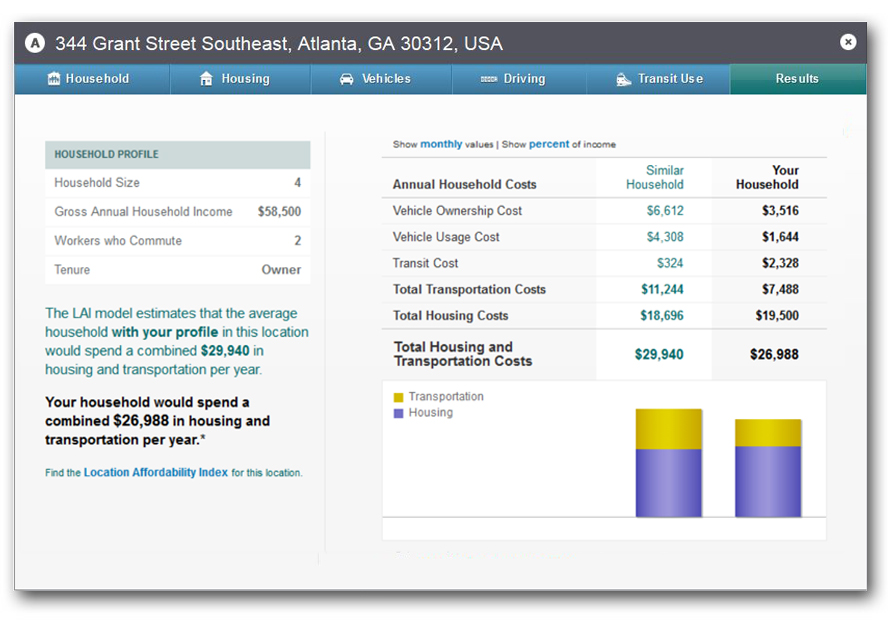 A 344 Grant Street Southeast, Atlanta, GA 30312, USA
Household Housing Vehicles Driving Transit Use Results
HOUSEHOLD PROFILE
Household Size 4
Gross Annual Household Income $58,500
Workers who Commute 2
Tenure Owner
The LAI model estimates that the average
household with your profile in this location
would spend a combined $29,940 in
housing and transportation per year.
Your household would spend a
combined $26,988 in housing and
transportation per year.*
Find the Location Affordability Index for this location.
Show monthly values | Show percent of income
Annual Household Costs
Similar
Household
Your
Household
Vehicle Ownership Cost $6,612 $3,516
Vehicle Usage Cost $4,308 $1,644
Transit Cost $324 $2,328
Total Transportation Costs $11,244 $7,488
Total Housing Costs $18,696 $19,500
Total Housing and
Transportation Costs $29,940 $26,988
Transportation
Housing